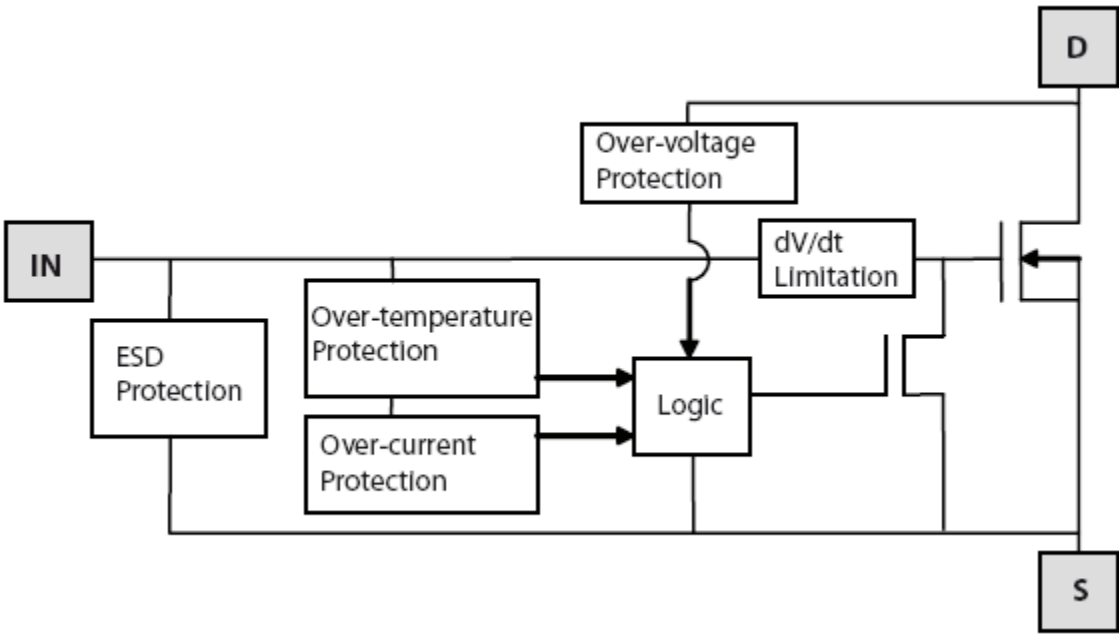 D
Over-voltage
Protection
IN
dV/dt
Limitation
Over-temperature
Protection
ESD
Protection
Logic
Over-current
Protection
S